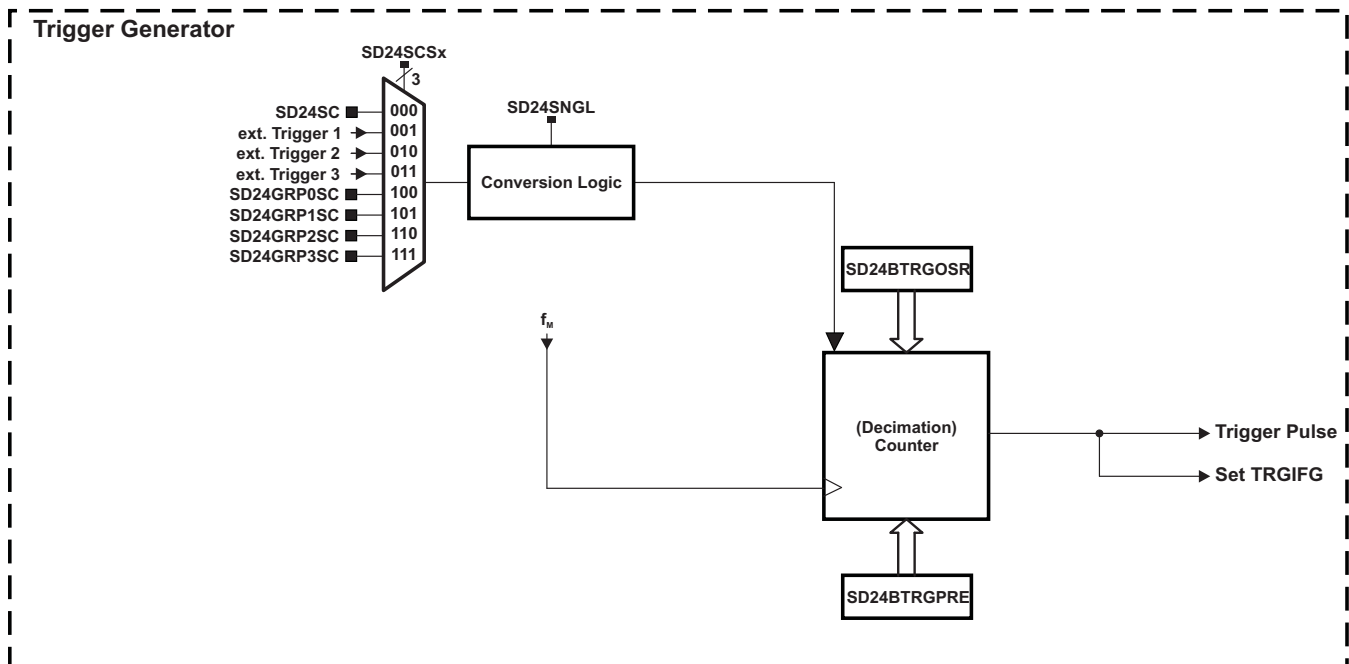 Trigger Generator
SD24SCSx
3
SD24SC
000
ext. Trigger 1
001
ext. Trigger 2
010
ext. Trigger 3
011
SD24GRP0SC
100
SD24GRP1SC
101
SD24GRP2SC
110
SD24GRP3SC
111
SD24SNGL
Conversion Logic
SD24BTRGOSR
fM
(Decimation)
Counter
Trigger Pulse
Set TRGIFG
SD24BTRGPRE